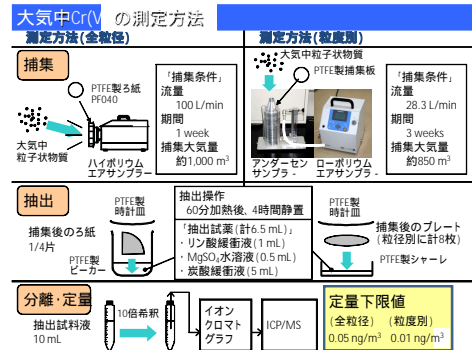 大気中Cr(V の測定方法
測定方法(全粒径)
測定方法(粒度別)
捕集
PTFE製ろ紙
PF040
大気中
粒子状物質
ハイボリウム
エアサンプラー
「捕集条件」
流量
100 L/min
期間
1 week
捕集大気量
約1,000 m³
大気中粒子状物質
PTFE製捕集板
アンダーセン
サンプラ -
ローボリウム
エアサンプラ -
「捕集条件」
流量
28.3 L/min
期間
3 weeks
捕集大気量
約850 m³
抽出
捕集後のろ紙
1/4片
PTFE製
時計皿
PTFE製
ビーカー
抽出操作
60分加熱後、4時間静置
「抽出試薬(計6.5 mL)」
・リン酸緩衝液(1 mL)
・MgSO₄水溶液(0.5 mL)
・炭酸緩衝液(5 mL)
PTFE製
時計皿
捕集後のプレート
(粒径別に計8枚)
PTFE製シャーレ
分離・定量
抽出試料液
10 mL
10倍希釈
イオン
クロマト
グラフ
ICP/MS
定量下限値
(全粒径) (粒度別)
0.05 ng/m³ 0.01 ng/m³